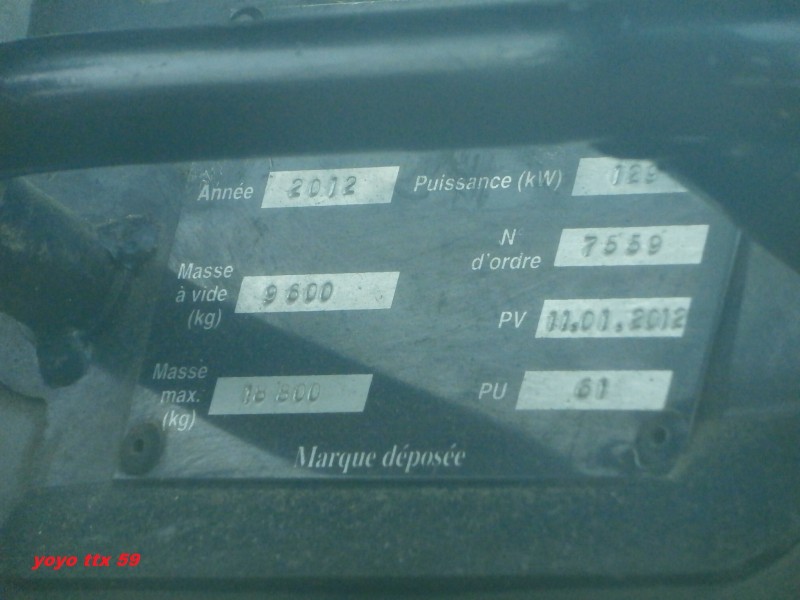 Année 2012 Puissance (kW) 129
N d'ordre 7559
Masse à vide (kg) 9600
PV 11.01.2012
Masse max. (kg)
PU 61
Marque déposée
yoyo ttx 59